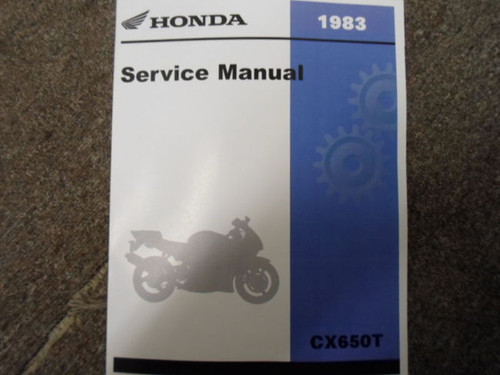 HONDA
1983
Service Manual
CX650T